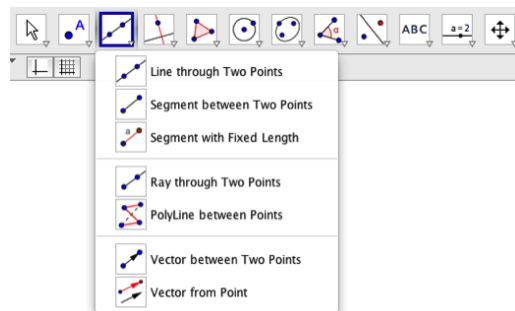 A
α
ABC
a=2
Line through Two Points
Segment between Two Points
a
Segment with Fixed Length
Ray through Two Points
PolyLine between Points
Vector between Two Points
Vector from Point